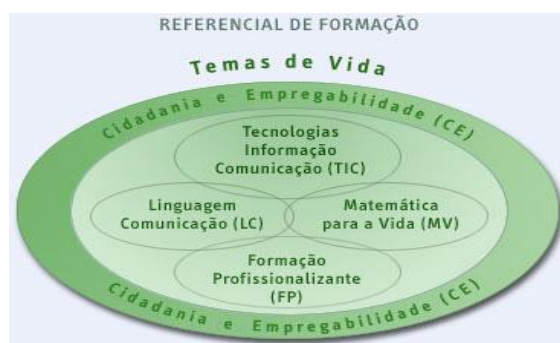 REFERENCIAL DE FORMAÇÃO
Temas de Vida
Cidadania e Empregabilidade (CE)
Tecnologias
Informação
Comunicação (TIC)
Linguagem
Comunicação (LC)
Matemática
para a Vida (MV)
Formação
Profissionalizante
(FP)
Cidadania e Empregabilidade (CE)